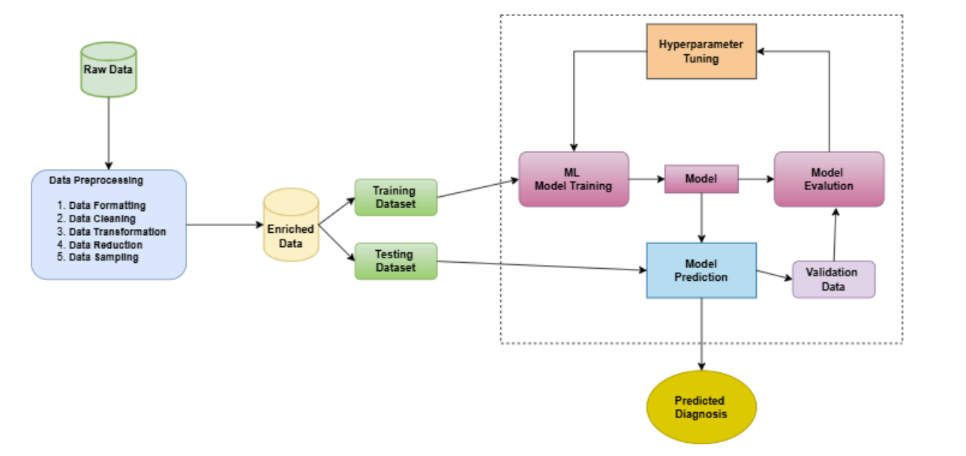 Hyperparameter
Tuning
Raw Data
Data Preprocessing
1. Data Formatting
2. Data Cleaning
3. Data Transformation
4. Data Reduction
5. Data Sampling
Enriched
Data
Training
Dataset
Testing
Dataset
ML
Model Training
Model
Model
Evalution
Model
Prediction
Validation
Data
Predicted
Diagnosis